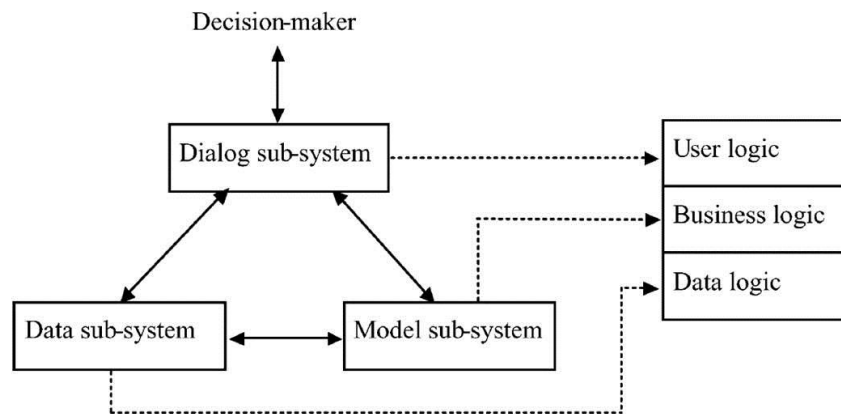 Decision-maker
Dialog sub-system
User logic
Business logic
Data logic
Data sub-system
Model sub-system